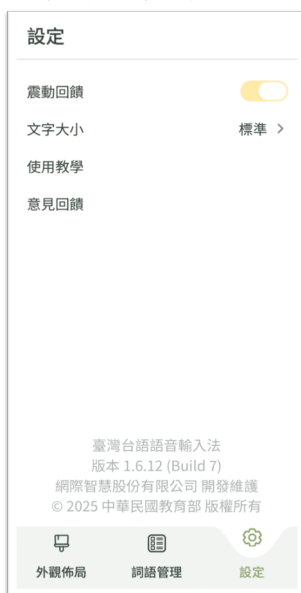 設定
震動回饋
文字大小 標準
使用教學
意見回饋
臺灣台語語音輸入法
版本 1.6.12 (Build 7)
網際智慧股份有限公司 開發維護
© 2025 中華民國教育部 版權所有
外觀佈局 詞語管理 設定